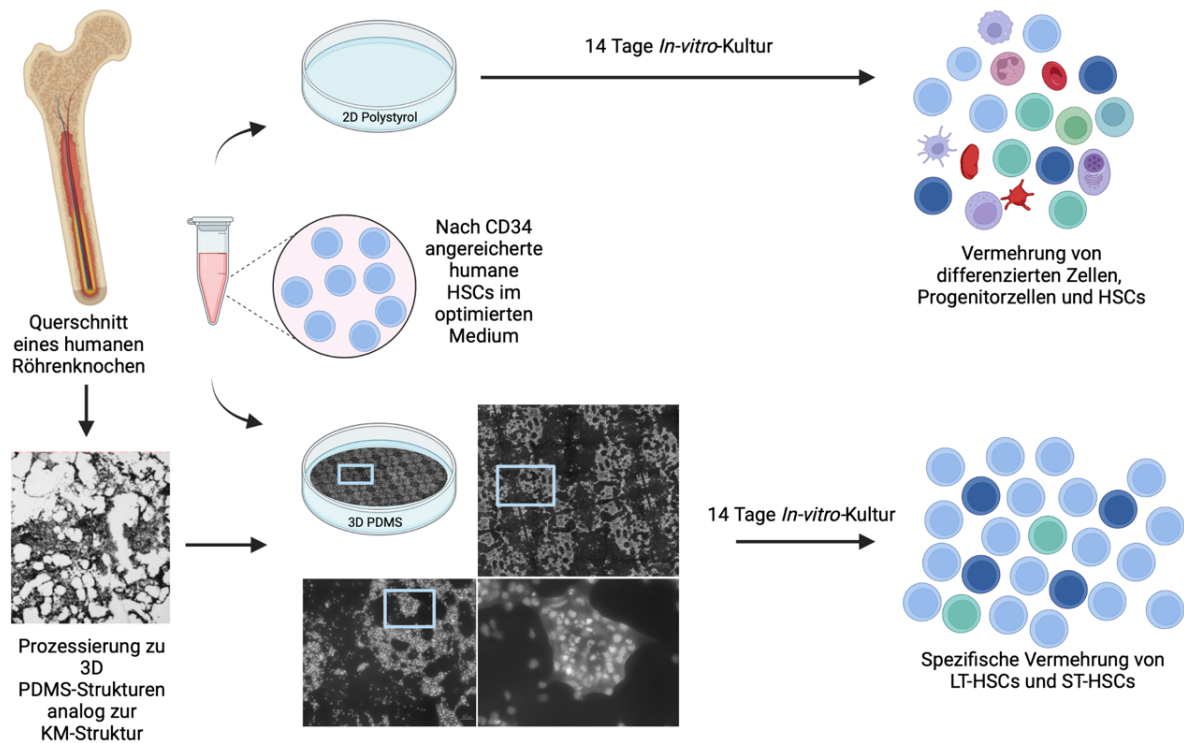 14 Tage In-vitro-Kultur
2D Polystyrol
Querschnitt
eines humanen
Röhrenknochen
Nach CD34
angereicherte
humane
HSCs im
optimierten
Medium
Vermehrung von
differenzierten Zellen,
Progenitorzellen und HSCs
3D PDMS
14 Tage In-vitro-Kultur
Prozessierung zu
3D
PDMS-Strukturen
analog zur
KM-Struktur
Spezifische Vermehrung von
LT-HSCs und ST-HSCs